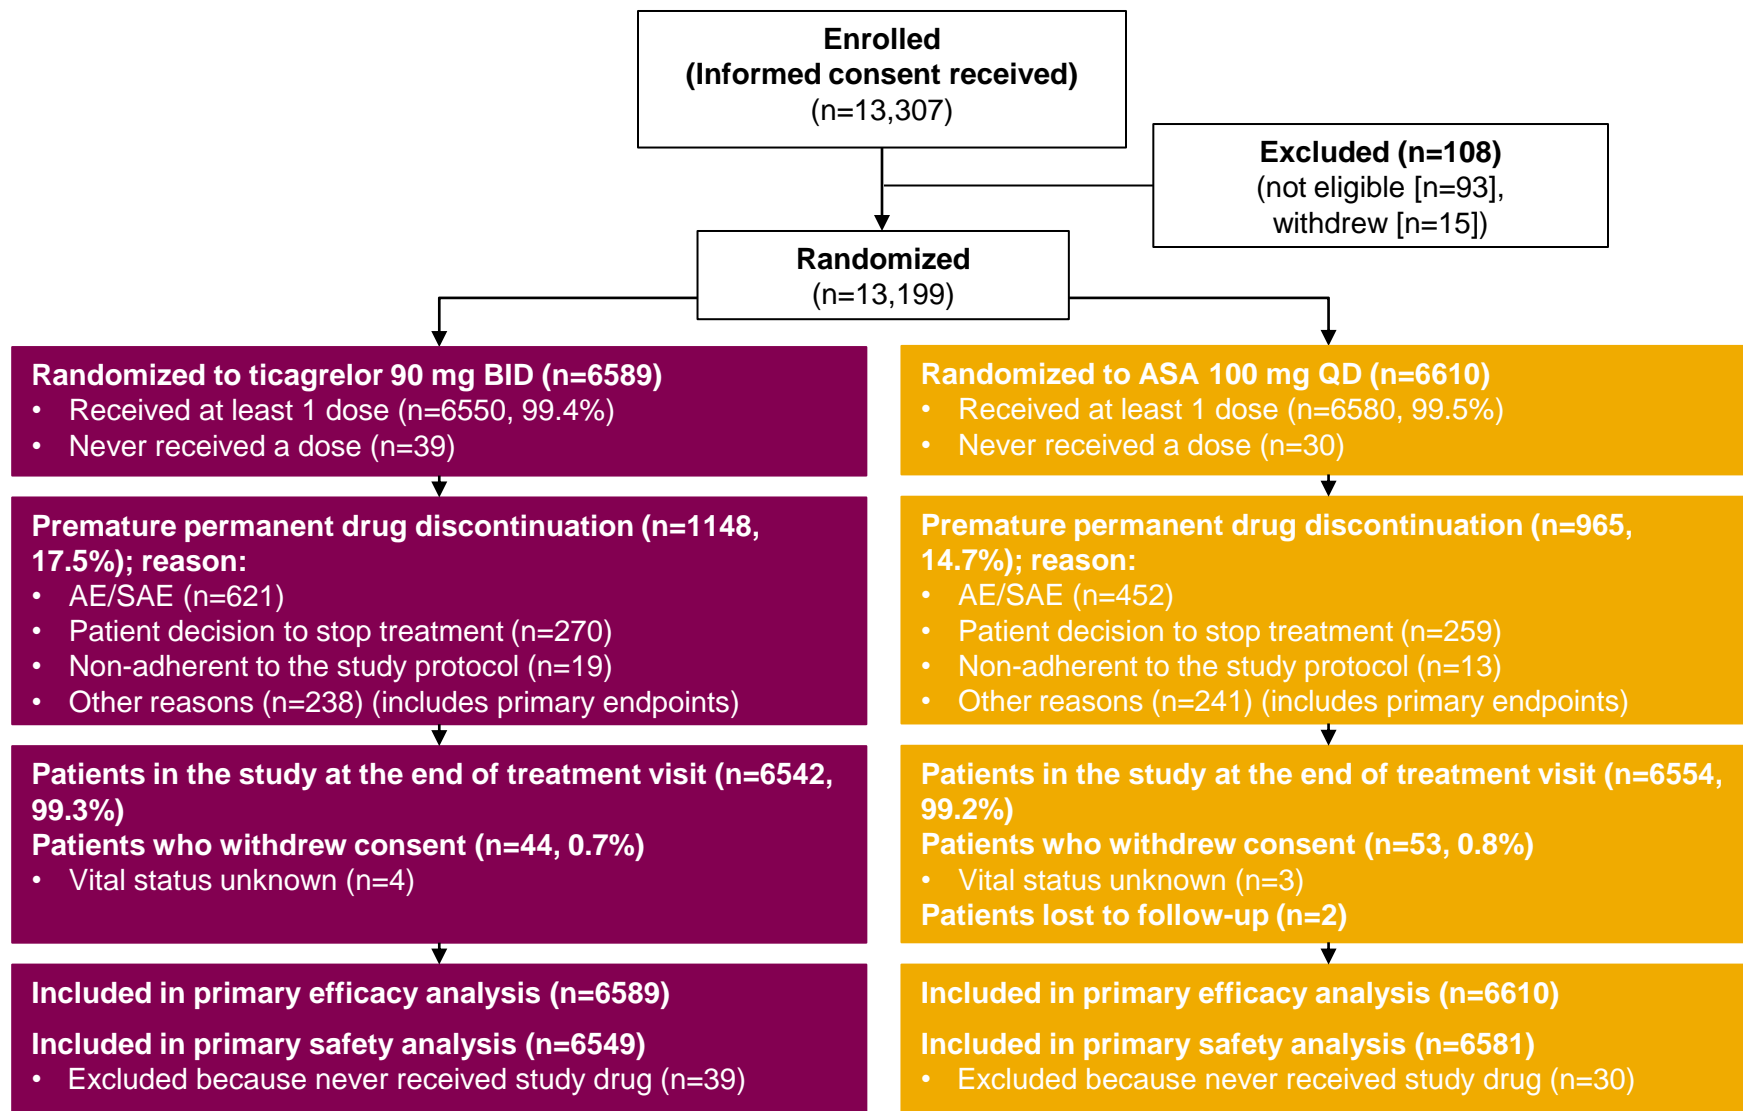 Enrolled
(Informed consent received)
(n=13,307)
Excluded (n=108)
(not eligible [n=93],
withdrew [n=15])
Randomized
(n=13,199)
Randomized to ticagrelor 90 mg BID (n=6589)
• Received at least 1 dose (n=6550, 99.4%)
• Never received a dose (n=39)
Randomized to ASA 100 mg QD (n=6610)
• Received at least 1 dose (n=6580, 99.5%)
• Never received a dose (n=30)
Premature permanent drug discontinuation (n=1148,
17.5%); reason:
• AE/SAE (n=621)
• Patient decision to stop treatment (n=270)
• Non-adherent to the study protocol (n=19)
• Other reasons (n=238) (includes primary endpoints)
Premature permanent drug discontinuation (n=965,
14.7%); reason:
• AE/SAE (n=452)
• Patient decision to stop treatment (n=259)
• Non-adherent to the study protocol (n=13)
• Other reasons (n=241) (includes primary endpoints)
Patients in the study at the end of treatment visit (n=6542,
99.3%)
Patients who withdrew consent (n=44, 0.7%)
• Vital status unknown (n=4)
Patients in the study at the end of treatment visit (n=6554,
99.2%)
Patients who withdrew consent (n=53, 0.8%)
• Vital status unknown (n=3)
Patients lost to follow-up (n=2)
Included in primary efficacy analysis (n=6589)
Included in primary safety analysis (n=6549)
• Excluded because never received study drug (n=39)
Included in primary efficacy analysis (n=6610)
Included in primary safety analysis (n=6581)
• Excluded because never received study drug (n=30)